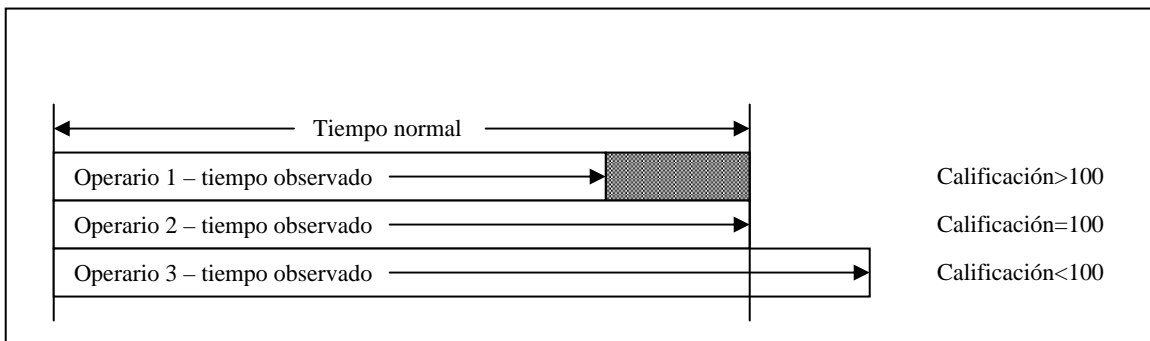 Tiempo normal
Operario 1 – tiempo observado Calificación>100
Operario 2 – tiempo observado Calificación=100
Operario 3 – tiempo observado Calificación<100